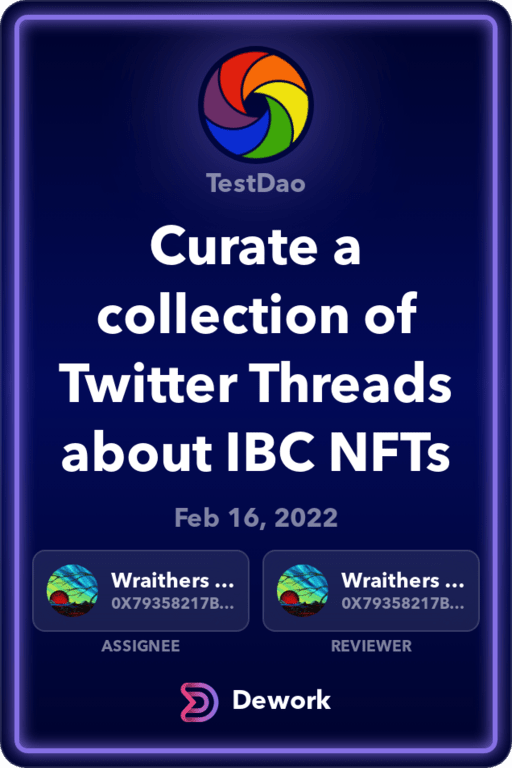 TestDao
Curate a
collection of
Twitter Threads
about IBC NFTs
Feb 16, 2022
Wraithers ...
0X79358217B...
ASSIGNEE
Wraithers ...
0X79358217B...
REVIEWER
Dework